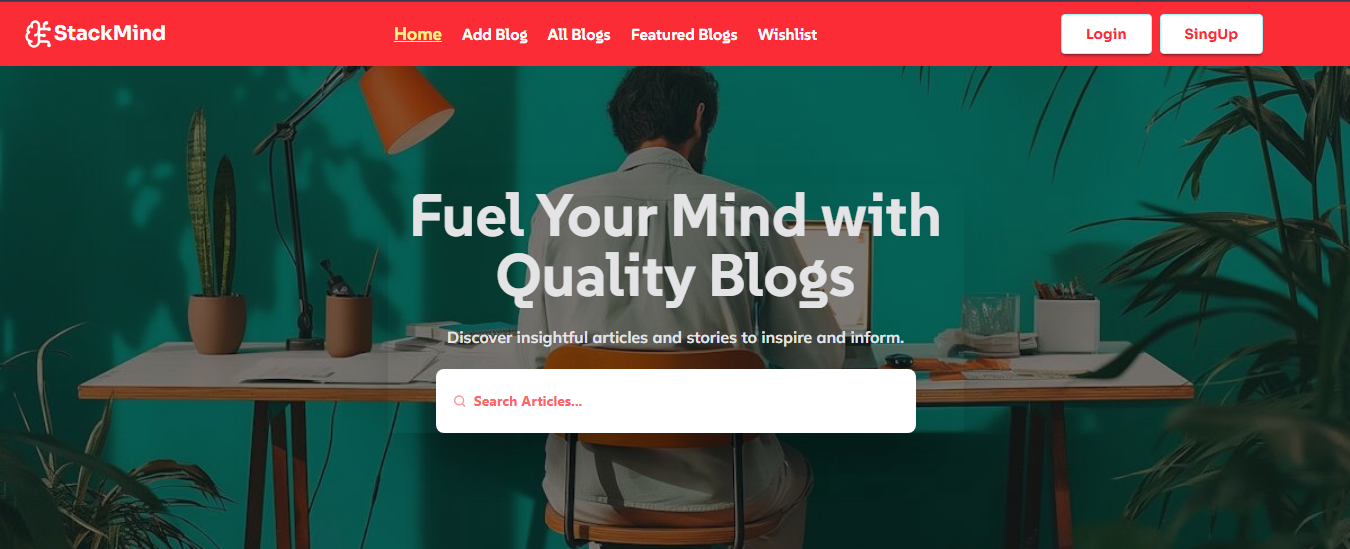 StackMind
Home Add Blog All Blogs Featured Blogs Wishlist
Login SingUp
Fuel Your Mind with
Quality Blogs
Discover insightful articles and stories to inspire and inform.
Search Articles...